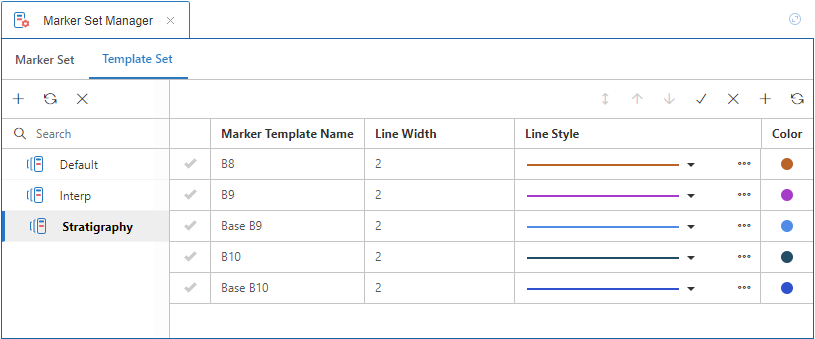 Marker Set Manager
Marker Set Template Set
Search
Default
Interp
Stratigraphy
Marker Template Name Line Width Line Style Color
B8 2
B9 2
Base B9 2
B10 2
Base B10 2